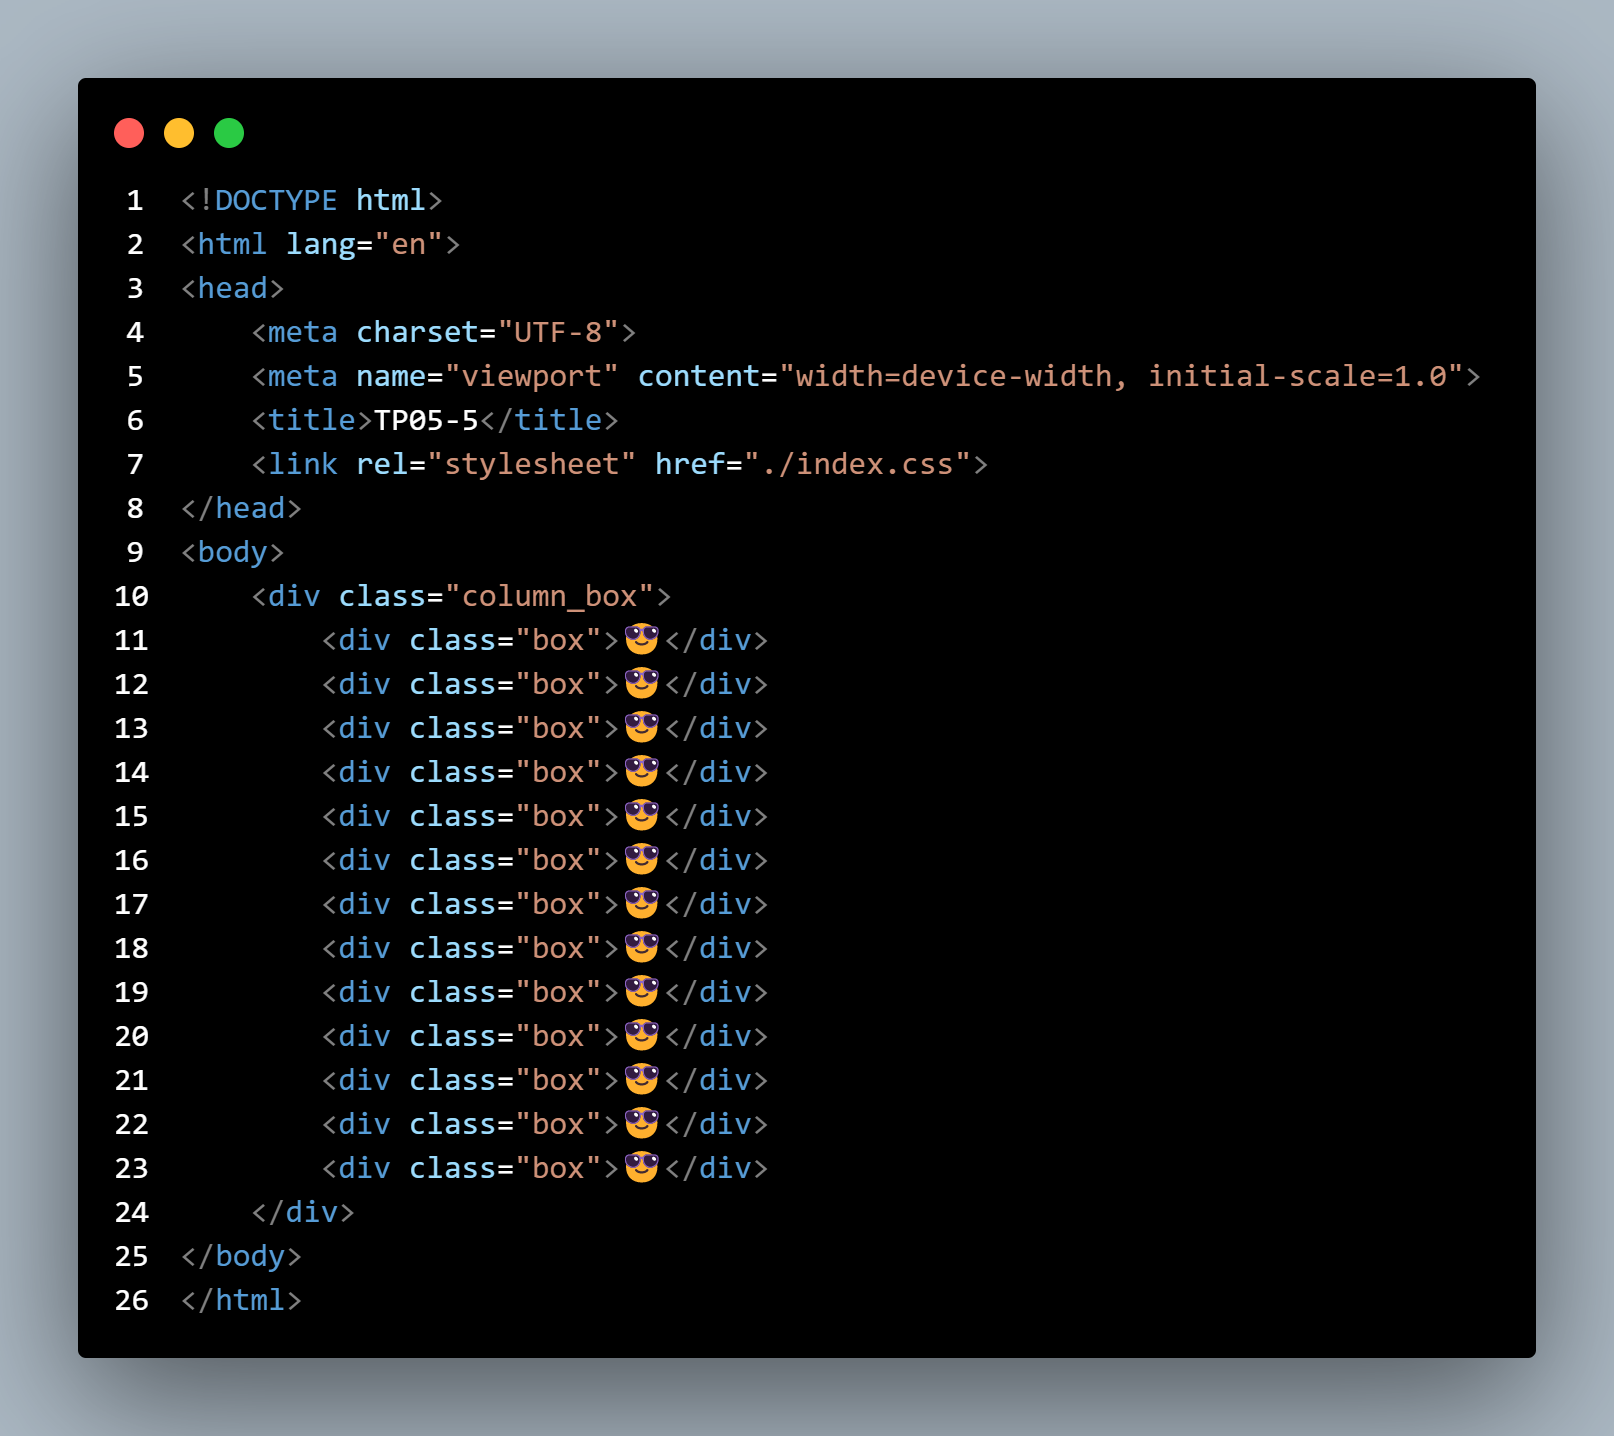 1 <!DOCTYPE html>
2 <html lang="en">
3 <head>
4     <meta charset="UTF-8">
5     <meta name="viewport" content="width=device-width, initial-scale=1.0">
6     <title>TP05-5</title>
7     <link rel="stylesheet" href="./index.css">
8 </head>
9 <body>
10     <div class="column_box">
11         <div class="box">😎</div>
12         <div class="box">😎</div>
13         <div class="box">😎</div>
14         <div class="box">😎</div>
15         <div class="box">😎</div>
16         <div class="box">😎</div>
17         <div class="box">😎</div>
18         <div class="box">😎</div>
19         <div class="box">😎</div>
20         <div class="box">😎</div>
21         <div class="box">😎</div>
22         <div class="box">😎</div>
23         <div class="box">😎</div>
24     </div>
25 </body>
26 </html>